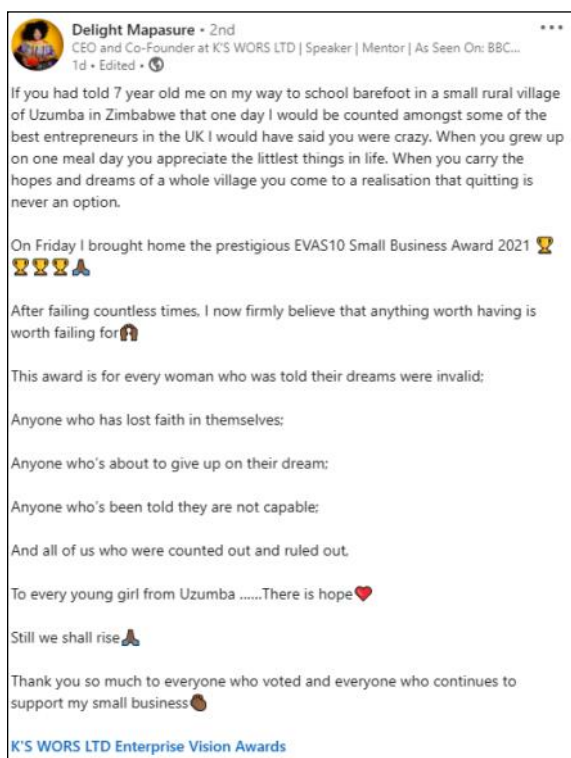 Delight Mapasure • 2nd
CEO and Co-Founder at K'S WORS LTD | Speaker | Mentor | As Seen On: BBC...
1d • Edited •
If you had told 7 year old me on my way to school barefoot in a small rural village
of Uzumba in Zimbabwe that one day I would be counted amongst some of the
best entrepreneurs in the UK I would have said you were crazy. When you grew up
on one meal day you appreciate the littlest things in life. When you carry the
hopes and dreams of a whole village you come to a realisation that quitting is
never an option.
On Friday I brought home the prestigious EVAS10 Small Business Award 2021 🏆
🏆🏆🏆🙏🏾
After failing countless times, I now firmly believe that anything worth having is
worth failing for🙌🏾
This award is for every woman who was told their dreams were invalid;
Anyone who has lost faith in themselves;
Anyone who's about to give up on their dream;
Anyone who's been told they are not capable;
And all of us who were counted out and ruled out.
To every young girl from Uzumba ......There is hope❤️
Still we shall rise🙏🏾
Thank you so much to everyone who voted and everyone who continues to
support my small business✊🏾
K'S WORS LTD Enterprise Vision Awards